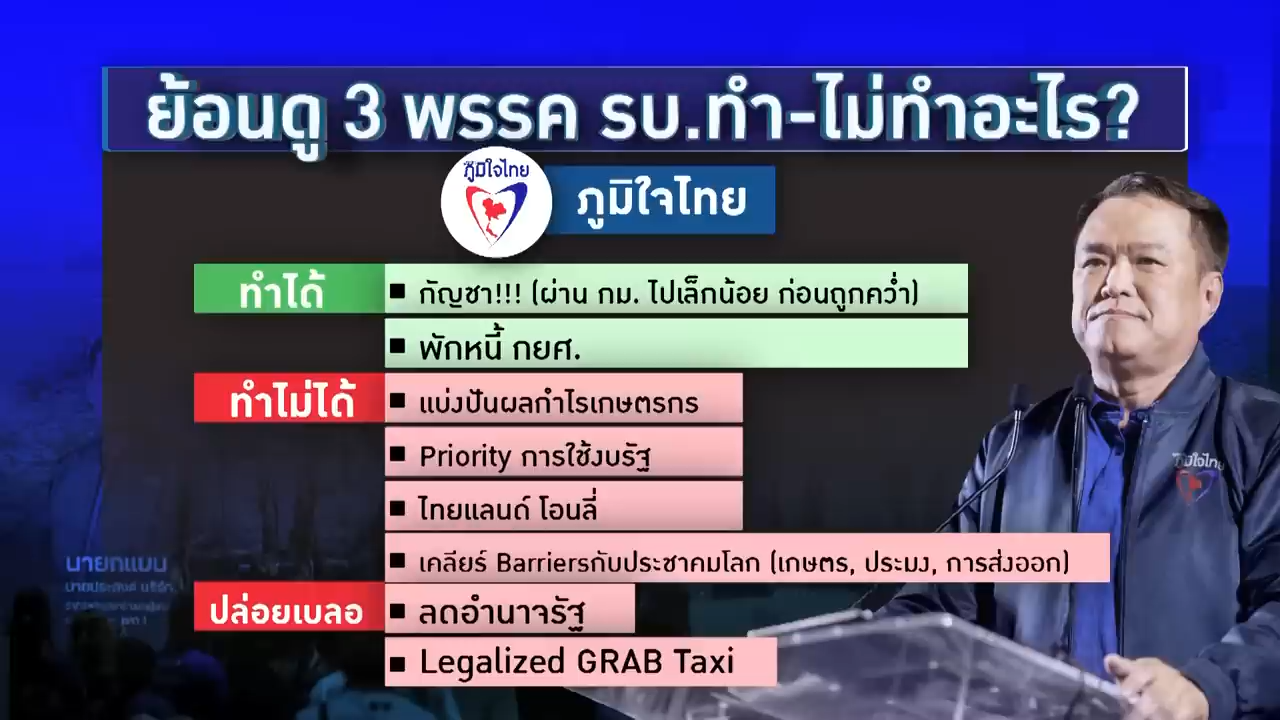 ย้อนดู 3 พรรค รบ.ทำ-ไม่ทำอะไร?
ภูมิใจไทย
ภูมิใจไทย
ทำได้
■ กัญชา!!! (ผ่าน กม. ไปเล็กน้อย ก่อนถูกคว่ำ)
■ พักหนี้ กยศ.
ทำไม่ได้
■ แบ่งปันผลกำไรเกษตรกร
■ Priority การใช้งบรัฐ
■ ไทยแลนด์ โอนลี่
■ เคลียร์ Barriersกับประชาคมโลก (เกษตร, ประมง, การส่งออก)
ปล่อยเบลอ
■ ลดอำนาจรัฐ
■ Legalized GRAB Taxi
ภูมิใจไทย